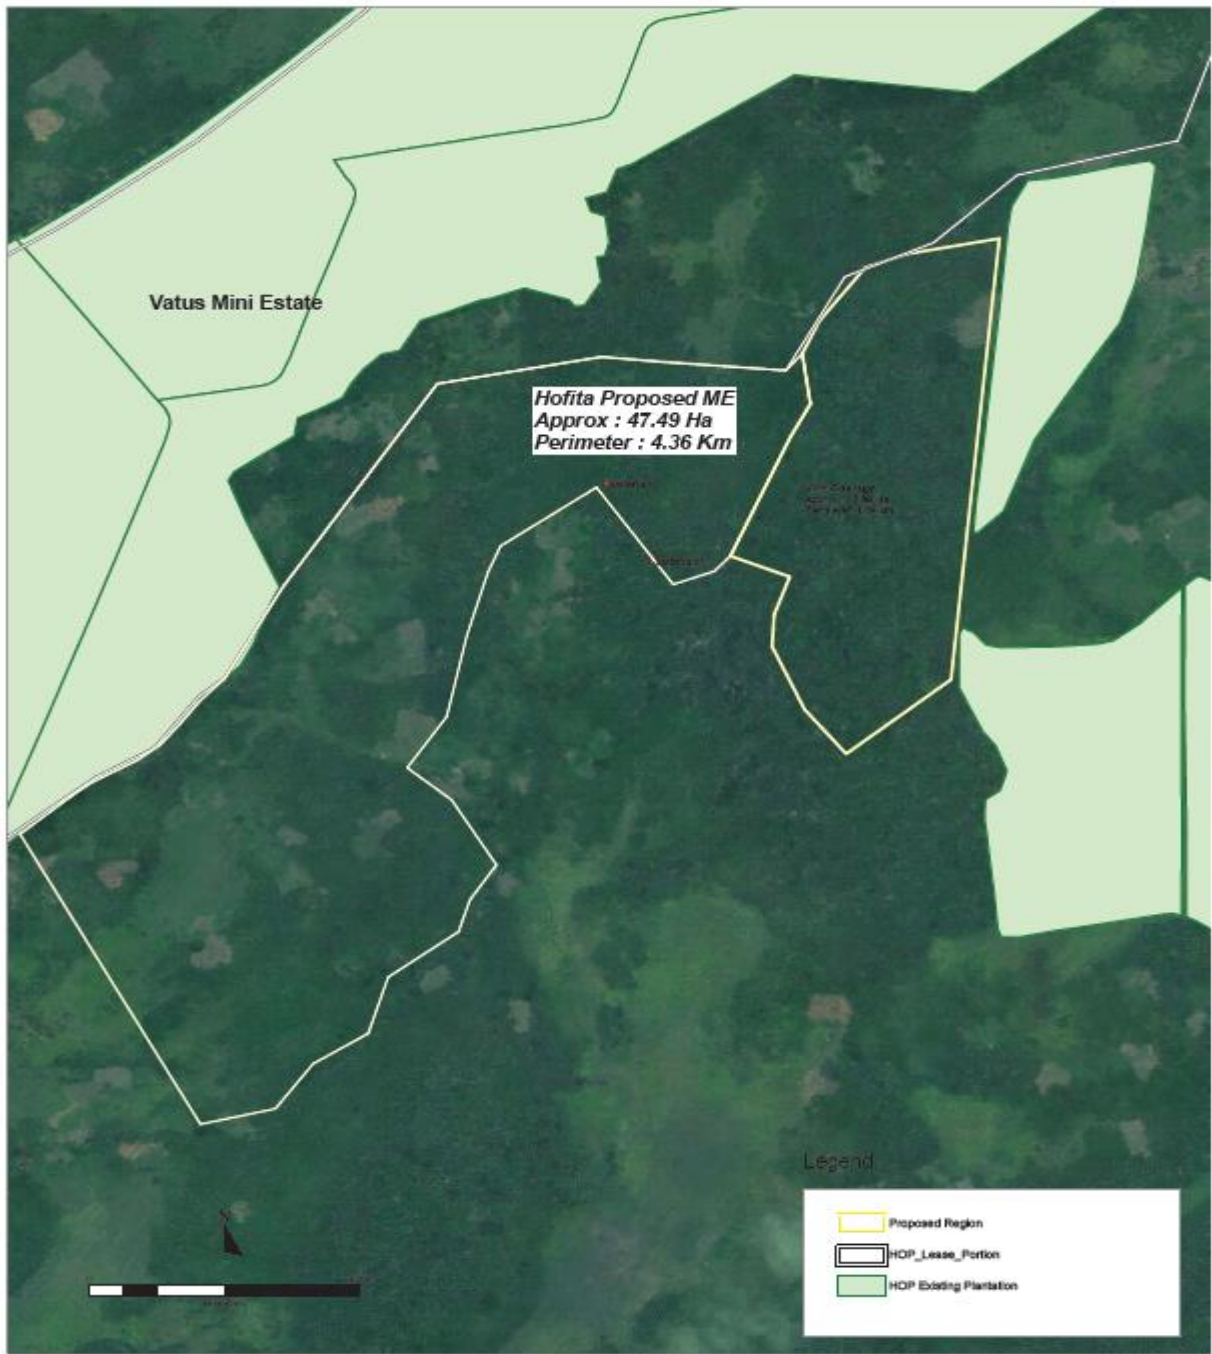 Vatus Mini Estate
Hofita Proposed ME
Approx : 47.49 Ha
Perimeter : 4.36 Km
N
Legend
Proposed Region
HOP_Lease_Portion
HOP Existing Plantation